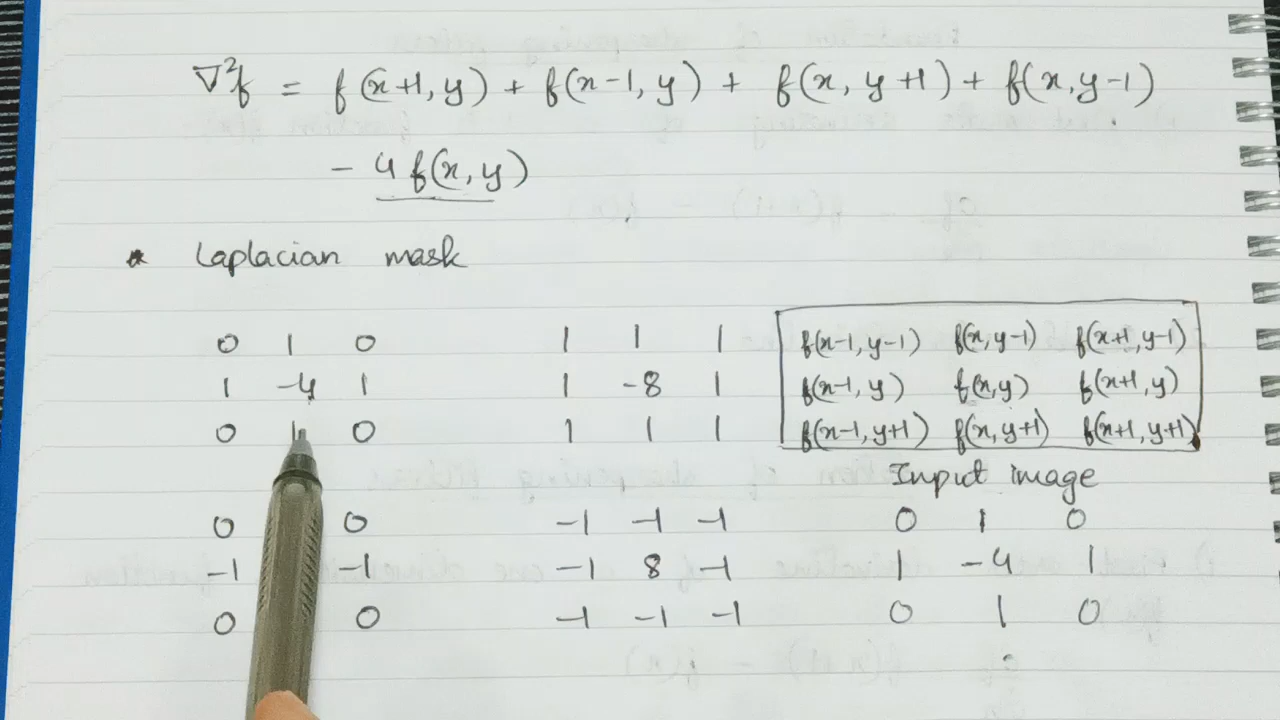 ∇²f = f(x+1, y) + f(x-1, y) + f(x, y+1) + f(x, y-1)
- 4 f(x, y)
* Laplacian mask
0 1 0 1 1 1 f(x-1, y-1) f(x, y-1) f(x+1, y-1)
1 -4 1 1 -8 1 f(x-1, y) f(x, y) f(x+1, y)
0 1 0 1 1 1 f(x-1, y+1) f(x, y+1) f(x+1, y+1)
Input image
0 0 -1 -1 -1 0 1 0
-1 -1 -1 8 -1 1 -4 1
0 0 -1 -1 -1 0 1 0